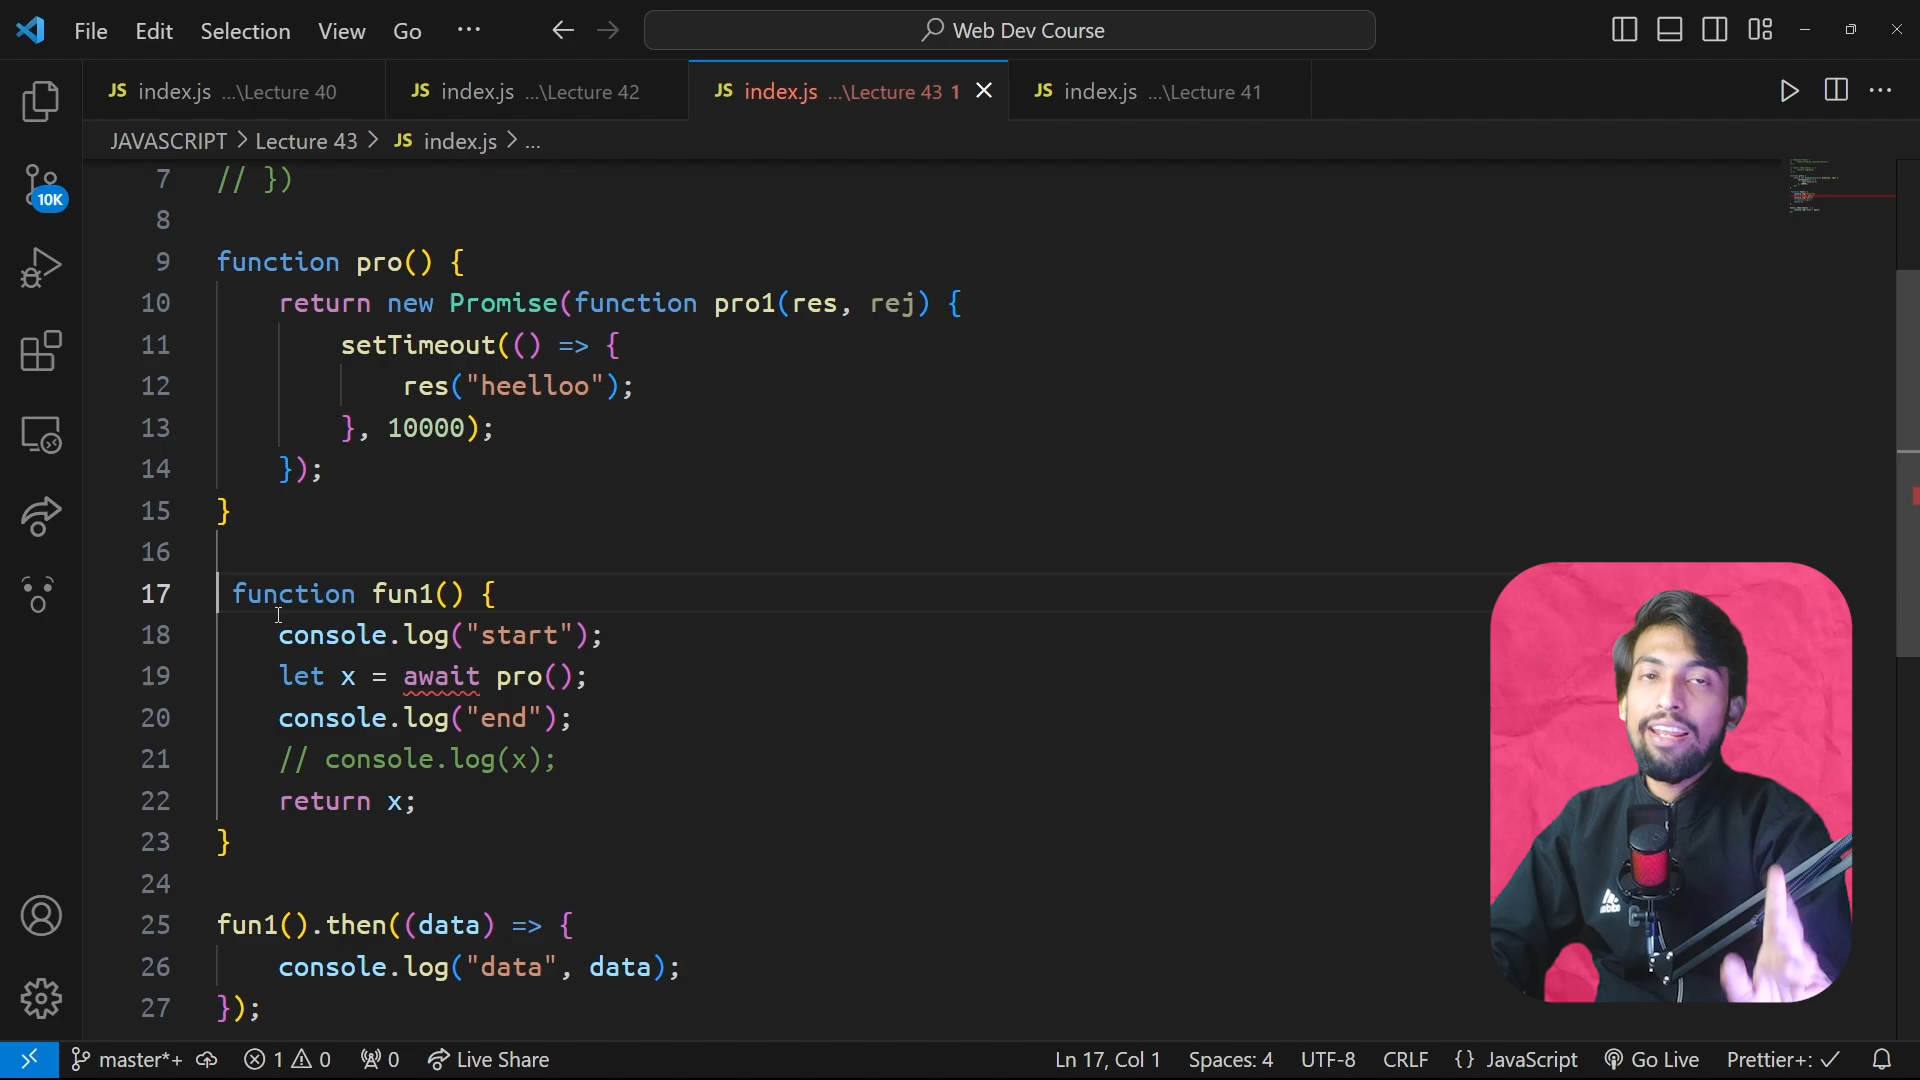 File Edit Selection View Go ··· Web Dev Course
JS index.js ...\Lecture 40 JS index.js ...\Lecture 42 JS index.js ...\Lecture 43 1 JS index.js ...\Lecture 41
JAVASCRIPT > Lecture 43 > JS index.js > ...
10K
7 // })
8
9 function pro() {
10 return new Promise(function pro1(res, rej) {
11 setTimeout(() => {
12 res("heelloo");
13 }, 10000);
14 });
15 }
16
17 function fun1() {
18 console.log("start");
19 let x = await pro();
20 console.log("end");
21 // console.log(x);
22 return x;
23 }
24
25 fun1().then((data) => {
26 console.log("data", data);
27 });
master*+ 1 0 0 Live Share Ln 17, Col 1 Spaces: 4 UTF-8 CRLF {} JavaScript Go Live Prettier+: ✓